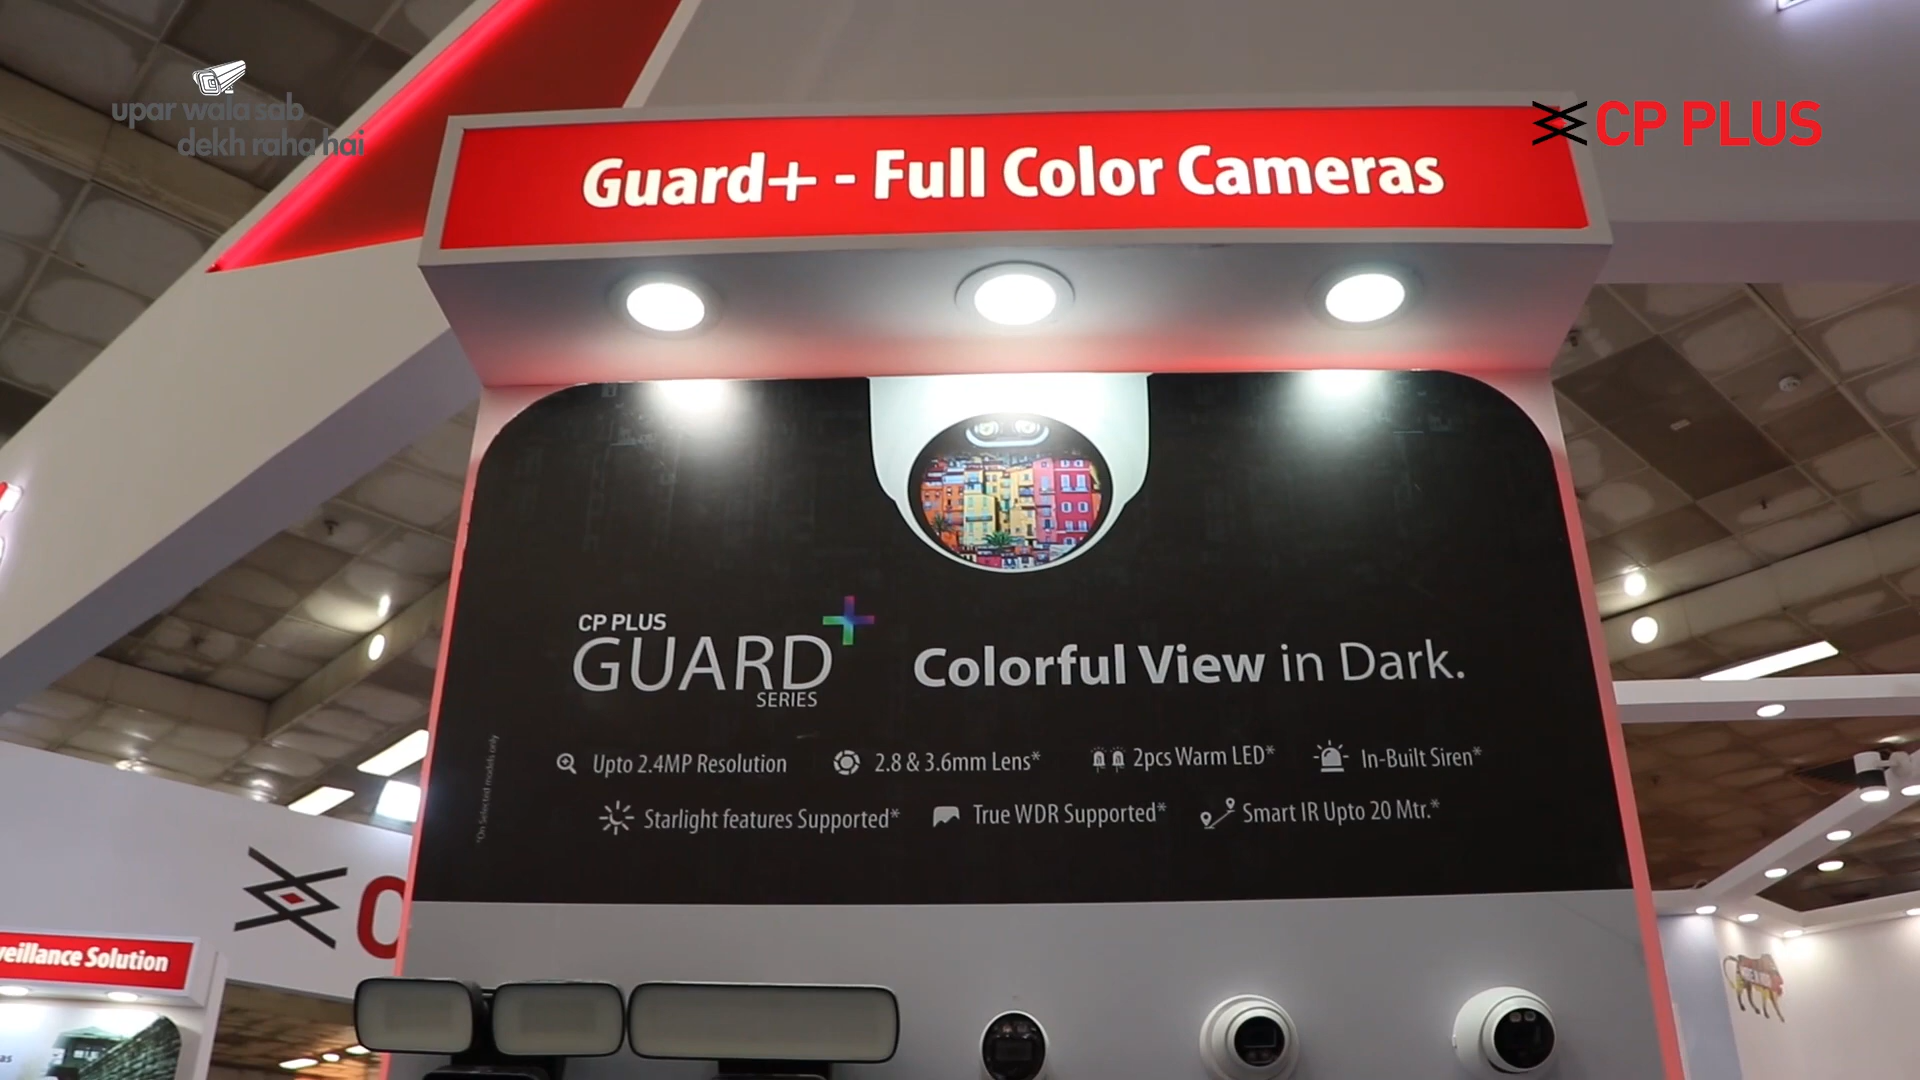 upar wala sab
dekh raha hai
CP PLUS
Guard+ - Full Color Cameras
CP PLUS
GUARD+
SERIES
Colorful View in Dark.
Upto 2.4MP Resolution
2.8 & 3.6mm Lens*
2pcs Warm LED*
In-Built Siren*
Starlight features Supported*
True WDR Supported*
Smart IR Upto 20 Mtr.*
*On Selected models only
veillance Solution
as